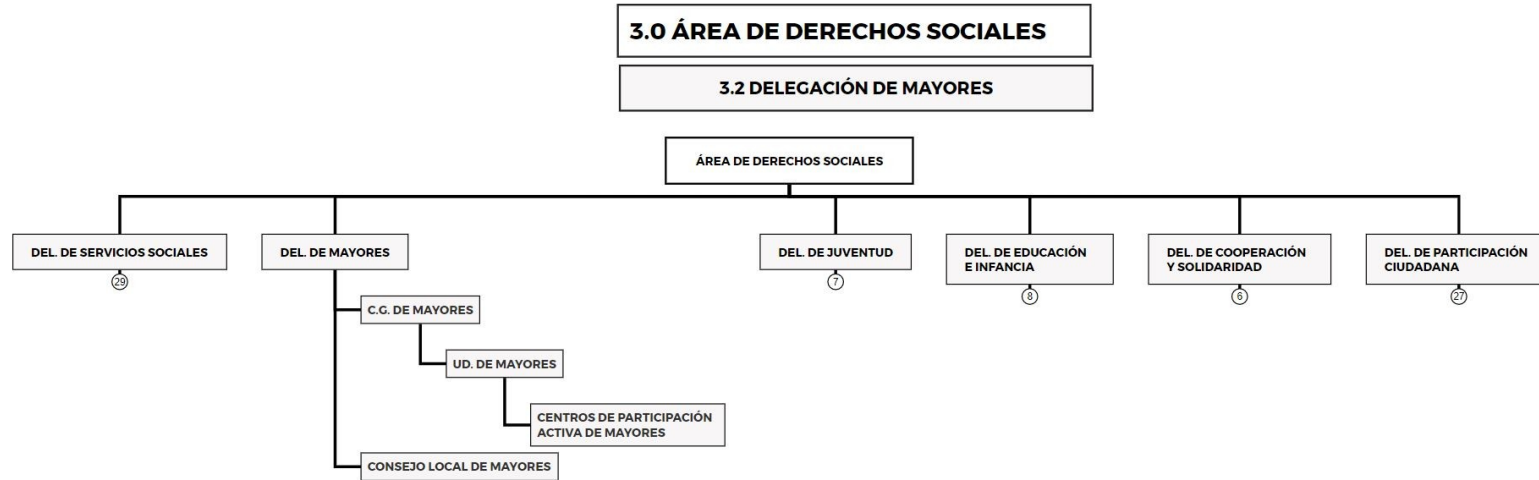 3.0 ÁREA DE DERECHOS SOCIALES
3.2 DELEGACIÓN DE MAYORES
ÁREA DE DERECHOS SOCIALES
DEL. DE SERVICIOS SOCIALES
29
DEL. DE MAYORES
C.G. DE MAYORES
UD. DE MAYORES
CENTROS DE PARTICIPACIÓN
ACTIVA DE MAYORES
CONSEJO LOCAL DE MAYORES
DEL. DE JUVENTUD
7
DEL. DE EDUCACIÓN
E INFANCIA
8
DEL. DE COOPERACIÓN
Y SOLIDARIDAD
6
DEL. DE PARTICIPACIÓN
CIUDADANA
27